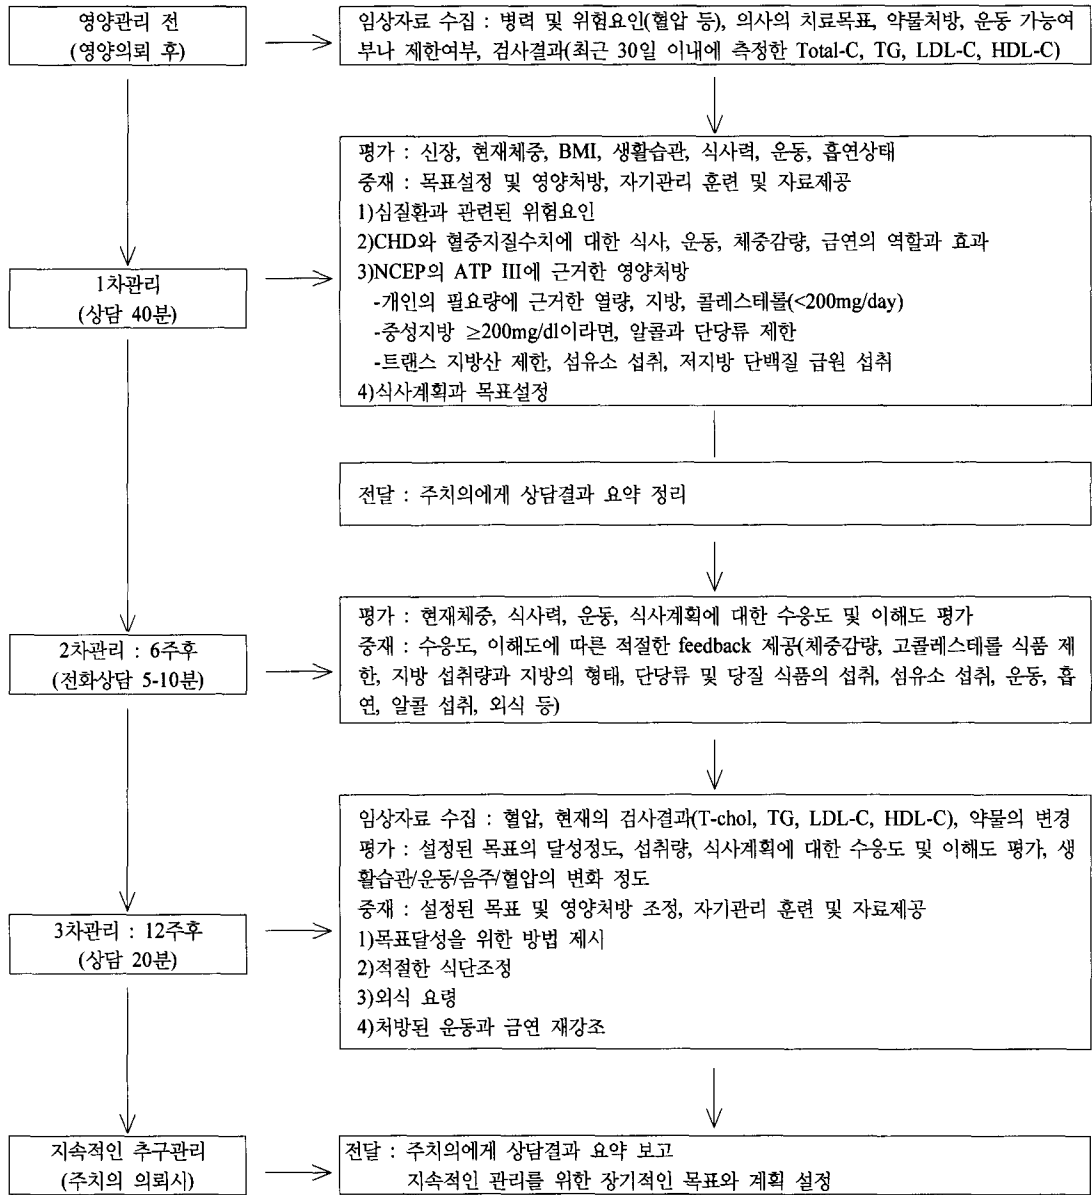 영양관리 전
(영양의뢰 후)
임상자료 수집 : 병력 및 위험요인(혈압 등), 의사의 치료목표, 약물처방, 운동 가능여
부나 제한여부, 검사결과(최근 30일 이내에 측정한 Total-C, TG, LDL-C, HDL-C)
1차관리
(상담 40분)
평가 : 신장, 현재체중, BMI, 생활습관, 식사력, 운동, 흡연상태
중재 : 목표설정 및 영양처방, 자기관리 훈련 및 자료제공
1)심질환과 관련된 위험요인
2)CHD와 혈중지질수치에 대한 식사, 운동, 체중감량, 금연의 역할과 효과
3)NCEP의 ATP III에 근거한 영양처방
-개인의 필요량에 근거한 열량, 지방, 콜레스테롤(<200mg/day)
-중성지방 ≥200mg/dl이라면, 알콜과 단당류 제한
-트랜스 지방산 제한, 섬유소 섭취, 저지방 단백질 급원 섭취
4)식사계획과 목표설정
전달 : 주치의에게 상담결과 요약 정리
2차관리 : 6주후
(전화상담 5-10분)
평가 : 현재체중, 식사력, 운동, 식사계획에 대한 수응도 및 이해도 평가
중재 : 수응도, 이해도에 따른 적절한 feedback 제공(체중감량, 고콜레스테롤 식품 제
한, 지방 섭취량과 지방의 형태, 단당류 및 당질 식품의 섭취, 섬유소 섭취, 운동, 흡
연, 알콜 섭취, 외식 등)
3차관리 : 12주후
(상담 20분)
임상자료 수집 : 혈압, 현재의 검사결과(T-chol, TG, LDL-C, HDL-C), 약물의 변경
평가 : 설정된 목표의 달성정도, 섭취량, 식사계획에 대한 수응도 및 이해도 평가, 생
활습관/운동/음주/혈압의 변화 정도
중재 : 설정된 목표 및 영양처방 조정, 자기관리 훈련 및 자료제공
1)목표달성을 위한 방법 제시
2)적절한 식단조정
3)외식 요령
4)처방된 운동과 금연 재강조
지속적인 추구관리
(주치의 의뢰시)
전달 : 주치의에게 상담결과 요약 보고
지속적인 관리를 위한 장기적인 목표와 계획 설정